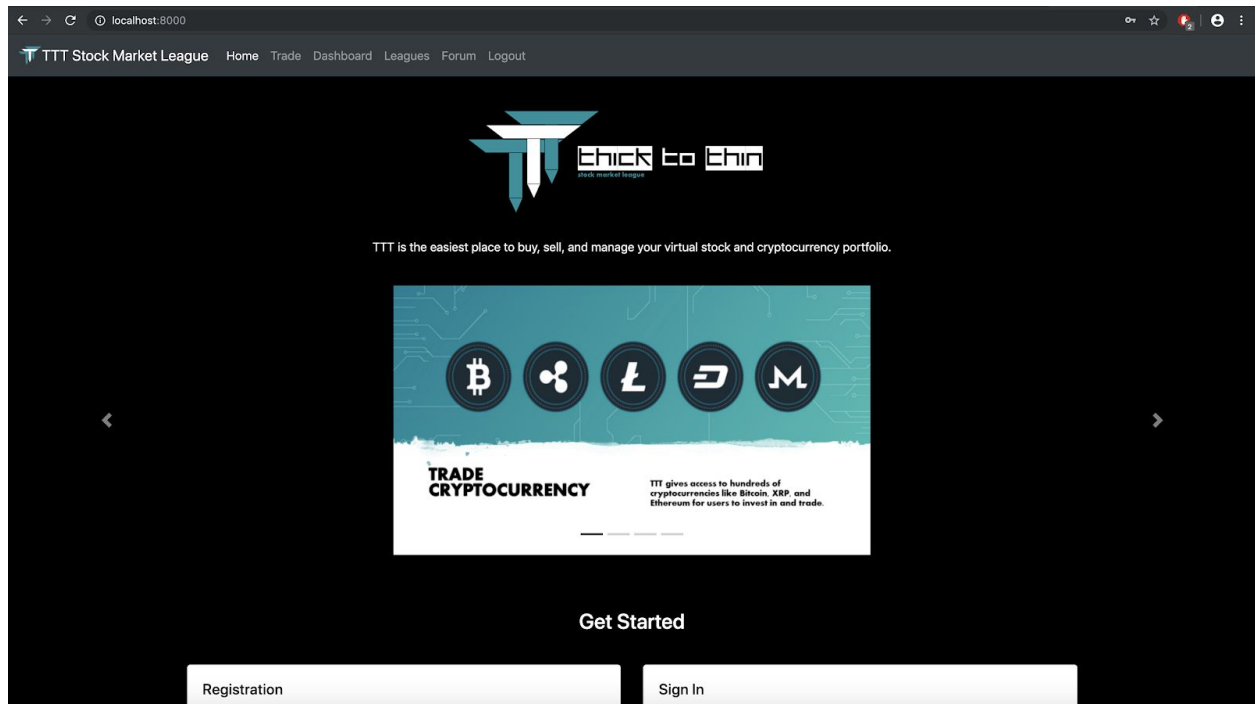 localhost:8000
2
TTT Stock Market League Home Trade Dashboard Leagues Forum Logout
thick to thin
stock market league
TTT is the easiest place to buy, sell, and manage your virtual stock and cryptocurrency portfolio.
TRADE
CRYPTOCURRENCY
TTT gives access to hundreds of
cryptocurrencies like Bitcoin, XRP, and
Ethereum for users to invest in and trade.
Get Started
Registration
Sign In